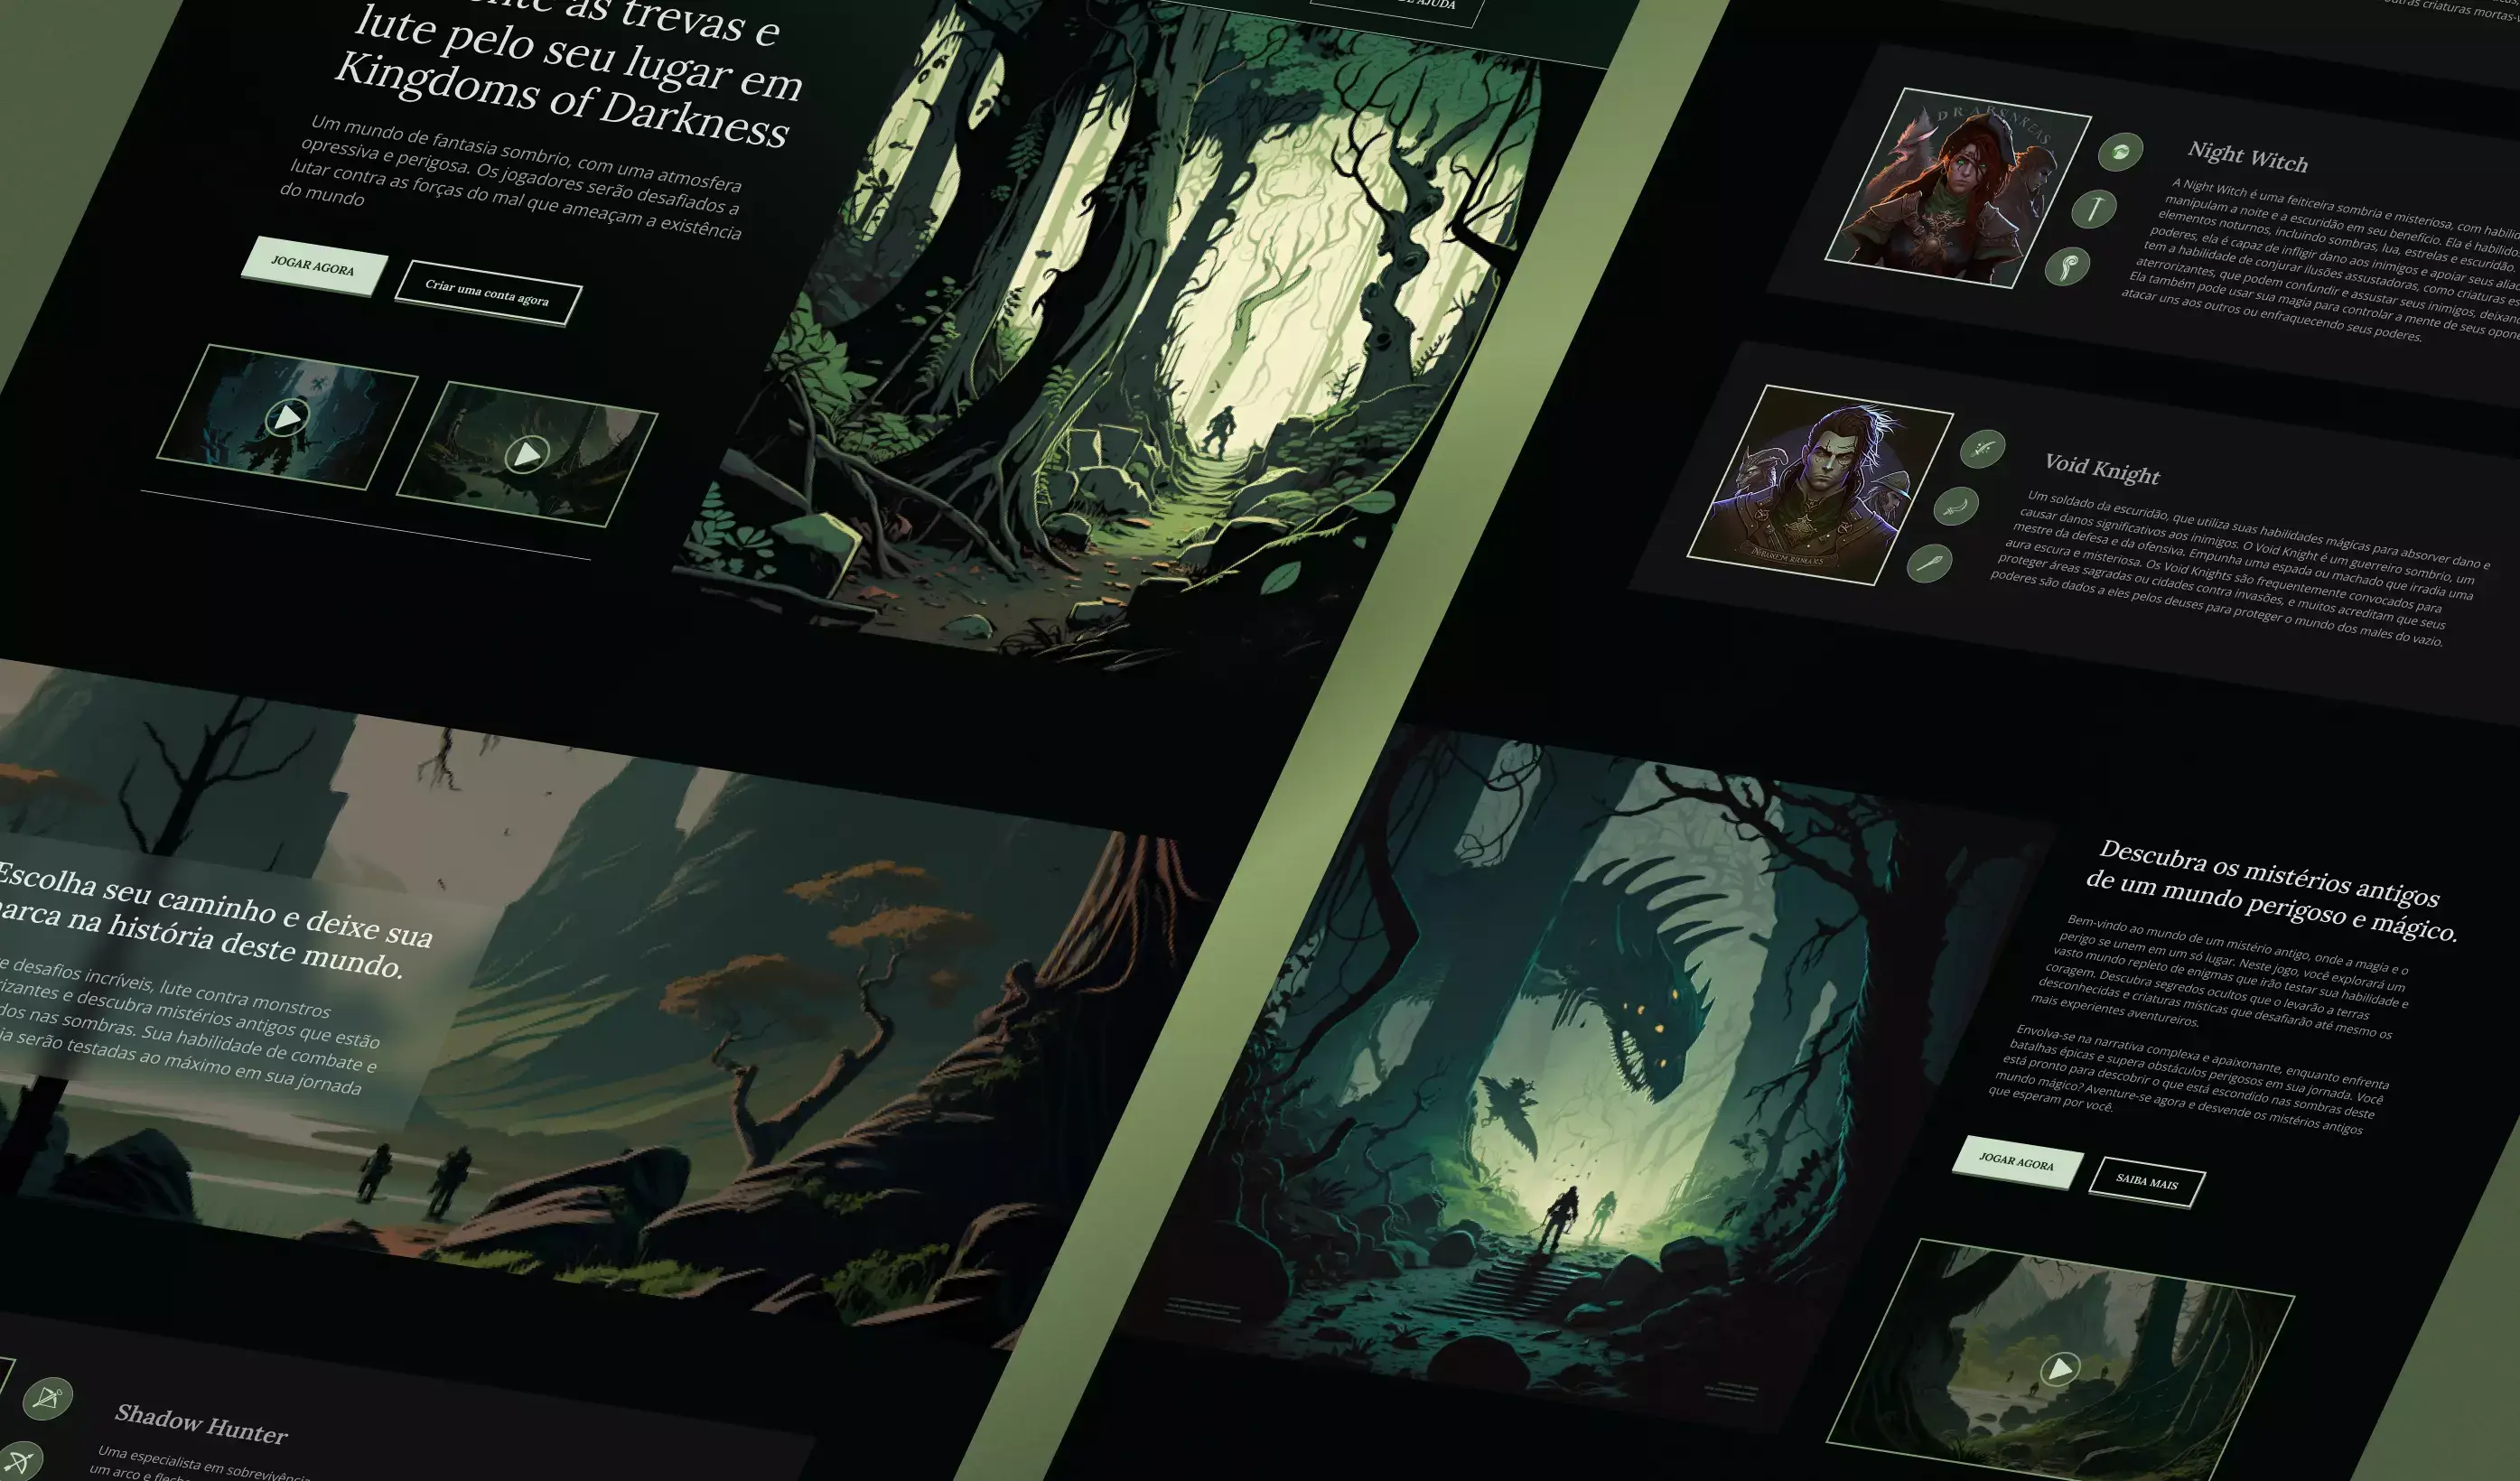 as trevas e
lute pelo seu lugar em
Kingdoms of Darkness
Um mundo de fantasia sombrio, com uma atmosfera
opressiva e perigosa. Os jogadores serão desafiados a
lutar contra as forças do mal que ameaçam a existência
do mundo
JOGAR AGORA
Criar uma conta agora
Escolha seu caminho e deixe sua
na história deste mundo.
desafios incríveis, lute contra monstros
e descubra mistérios antigos que estão
nas sombras. Sua habilidade de combate e
serão testadas ao máximo em sua jornada
Shadow Hunter
Uma especialista em sobrevivência
um arco e
AJUDA
criaturas
Night Witch
A Night Witch é uma feiticeira sombria e misteriosa, com
manipulam a noite e a escuridão em seu benefício. Ela é
elementos noturnos, incluindo sombras, lua, estrelas e escuridão.
poderes, ela é capaz de infligir dano aos inimigos e apoiar seus
tem a habilidade de conjurar ilusões assustadoras, como criaturas
aterrorizantes, que podem confundir e assustar seus inimigos,
Ela também pode usar sua magia para controlar a mente de seus
atacar uns aos outros ou enfraquecendo seus poderes.
Void Knight
Um soldado da escuridão, que utiliza suas habilidades mágicas para absorver dano e
causar danos significativos aos inimigos. O Void Knight é um guerreiro sombrio, um
mestre da defesa e da ofensiva. Empunha uma espada ou machado que irradia uma
aura escura e misteriosa. Os Void Knights são frequentemente convocados para
proteger áreas sagradas ou cidades contra invasões, e muitos acreditam que seus
poderes são dados a eles pelos deuses para proteger o mundo dos males do vazio.
Descubra os mistérios antigos
de um mundo perigoso e mágico.
Bem-vindo ao mundo de um mistério antigo, onde a magia e o
perigo se unem em um só lugar. Neste jogo, você explorará um
vasto mundo repleto de enigmas que irão testar sua habilidade e
coragem. Descubra segredos ocultos que o levarão a terras
desconhecidas e criaturas místicas que desafiarão até mesmo os
mais experientes aventureiros.
Envolva-se na narrativa complexa e apaixonante, enquanto enfrenta
batalhas épicas e supera obstáculos perigosos em sua jornada. Você
está pronto para descobrir o que está escondido nas sombras deste
mundo mágico? Aventure-se agora e desvende os mistérios antigos
que esperam por você.
JOGAR AGORA
SAIBA MAIS